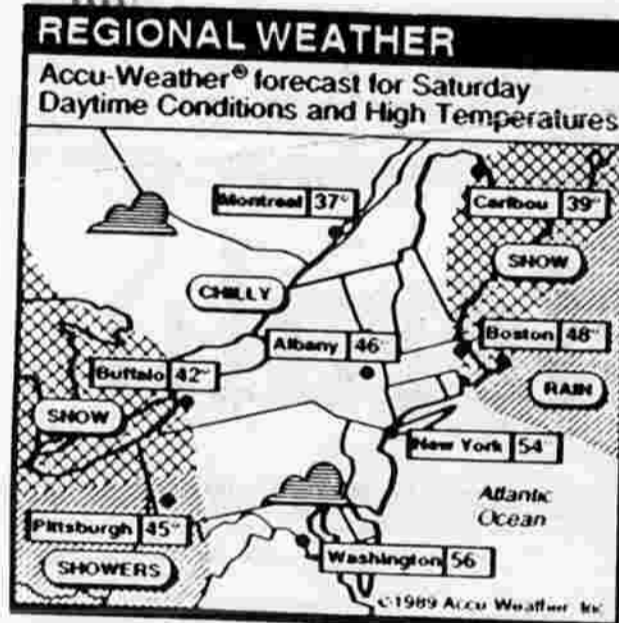 REGIONAL WEATHER
Accu-Weather® forecast for Saturday
Daytime Conditions and High Temperatures
Montreal 37°
Caribou 39°
SNOW
CHILLY
Albany 46°
Boston 48°
Buffalo 42°
RAIN
SNOW
New York 54°
Atlantic
Ocean
Pittsburgh 45°
Washington 56
SHOWERS
©1989 Accu Weather, Inc